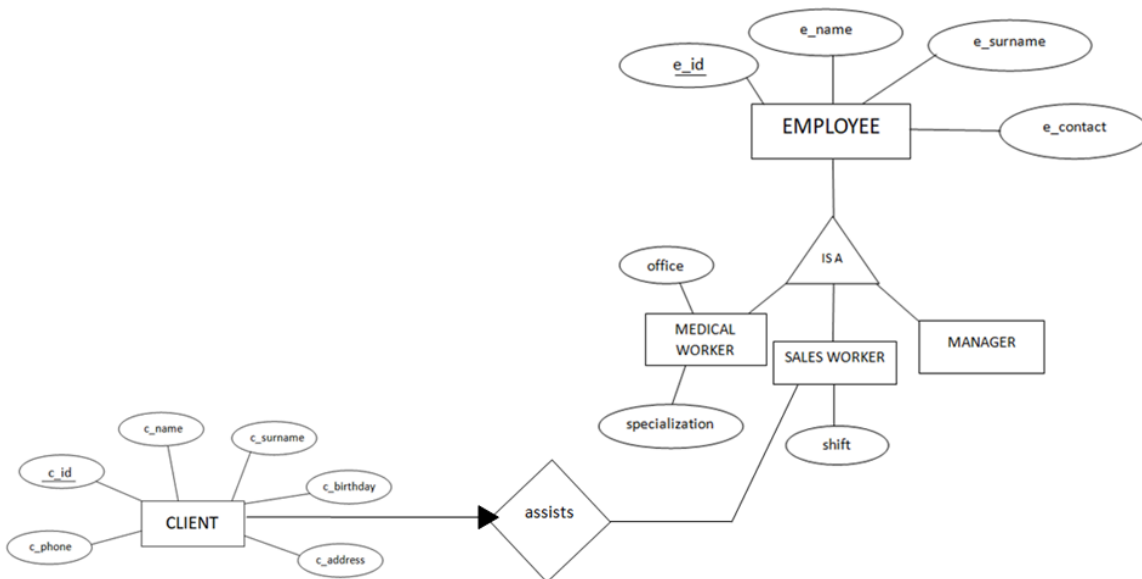 e_name
e_surname
e_id
EMPLOYEE
e_contact
IS A
office
MEDICAL
WORKER
SALES WORKER
MANAGER
specialization
shift
c_name
c_surname
c_id
c_birthday
CLIENT
assists
c_phone
c_address